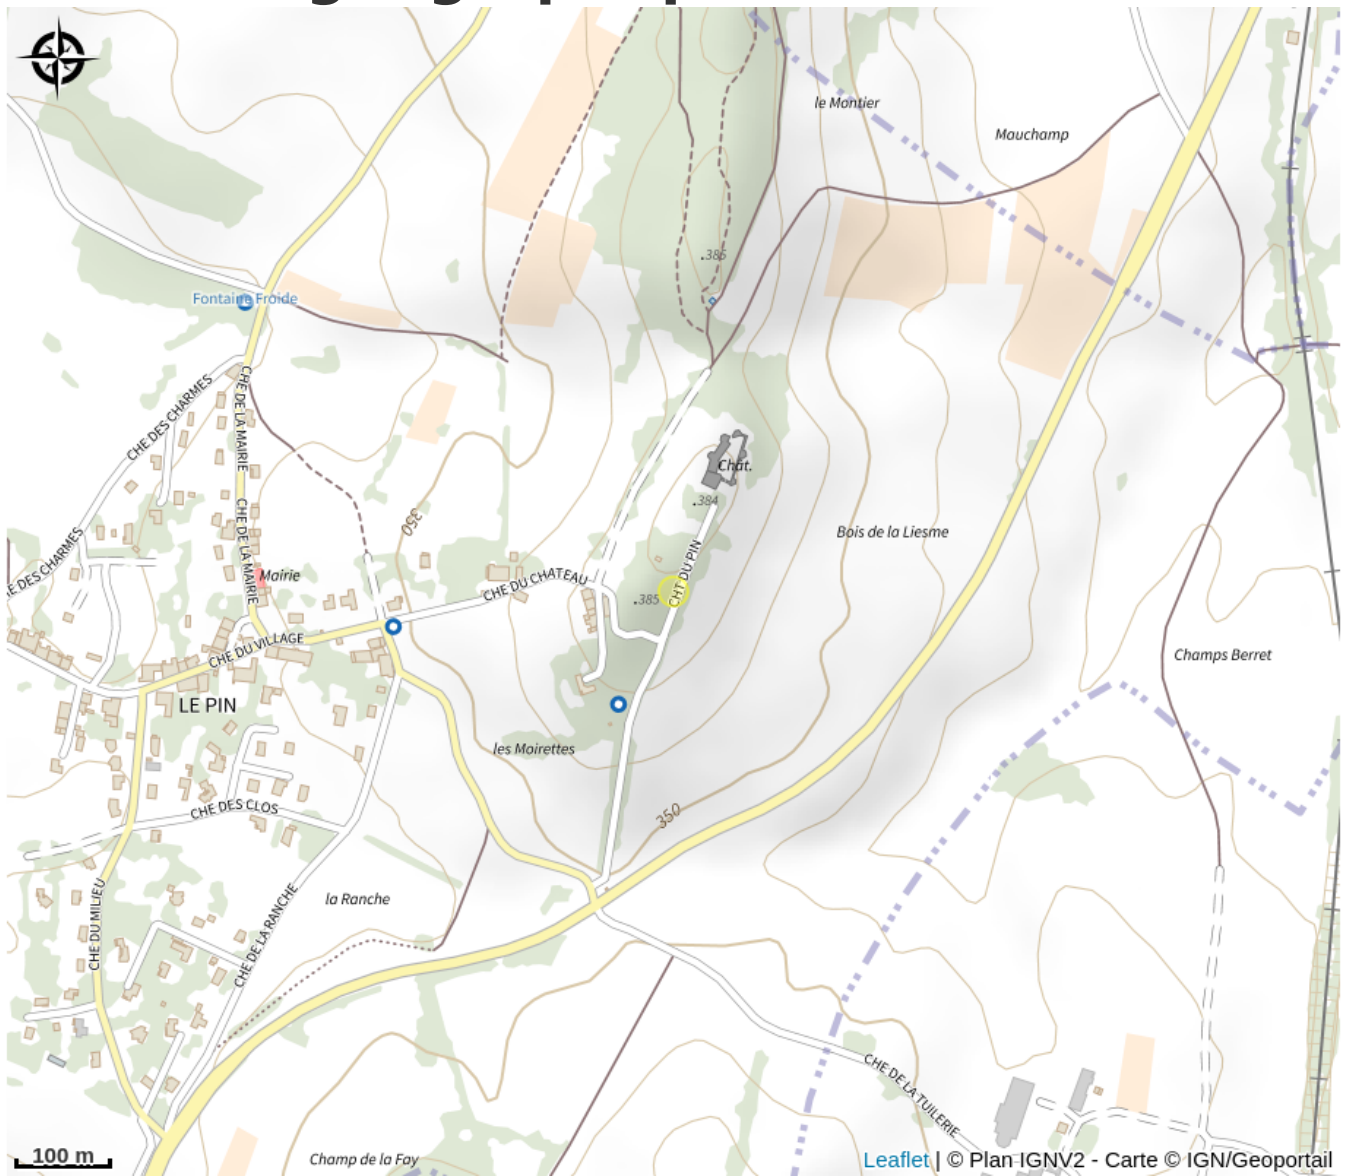 le Montier
Mauchamp
.385
Fontaine Froide
CHE DES CHARMES
CHE DE LA MAIRIE
Chât.
.384
350
CHE DE LA MAIRIE
Bois de la Liesme
CHE DES CHARMES
Mairie
CHE DU CHATEAU
CHT DU PIN
.385
CHE DU VILLAGE
Champs Berret
LE PIN
les Moirettes
CHE DES CLOS
350
la Ranche
CHE DU MILIEU
CHE DE LA RANCHE
CHE DE LA TUILERIE
100 m
Champ de la Fay
Leaflet | © Plan IGNV2 - Carte © IGN/Geoportail